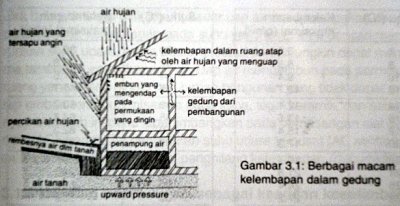 air hujan
air hujan yang
tersapu angin
kelembapan dalam ruang atap
oleh air hujan yang menguap
embun yang
mengendap
pada
permukaan
yang dingin
kelembapan
gedung dari
pembangunan
percikan air hujan
rembesnya air dlm tanah
penampung air
air tanah
upward pressure
Gambar 3.1: Berbagai macam
kelembapan dalam gedung